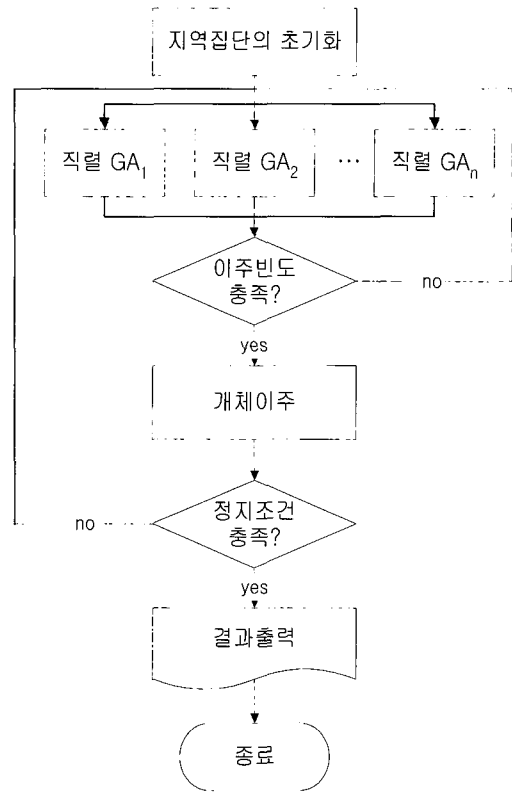 지역집단의 초기화
직렬 GA1 직렬 GA2 ··· 직렬 GAn
이주빈도
충족?
no
yes
개체이주
정지조건
충족?
no
yes
결과출력
종료